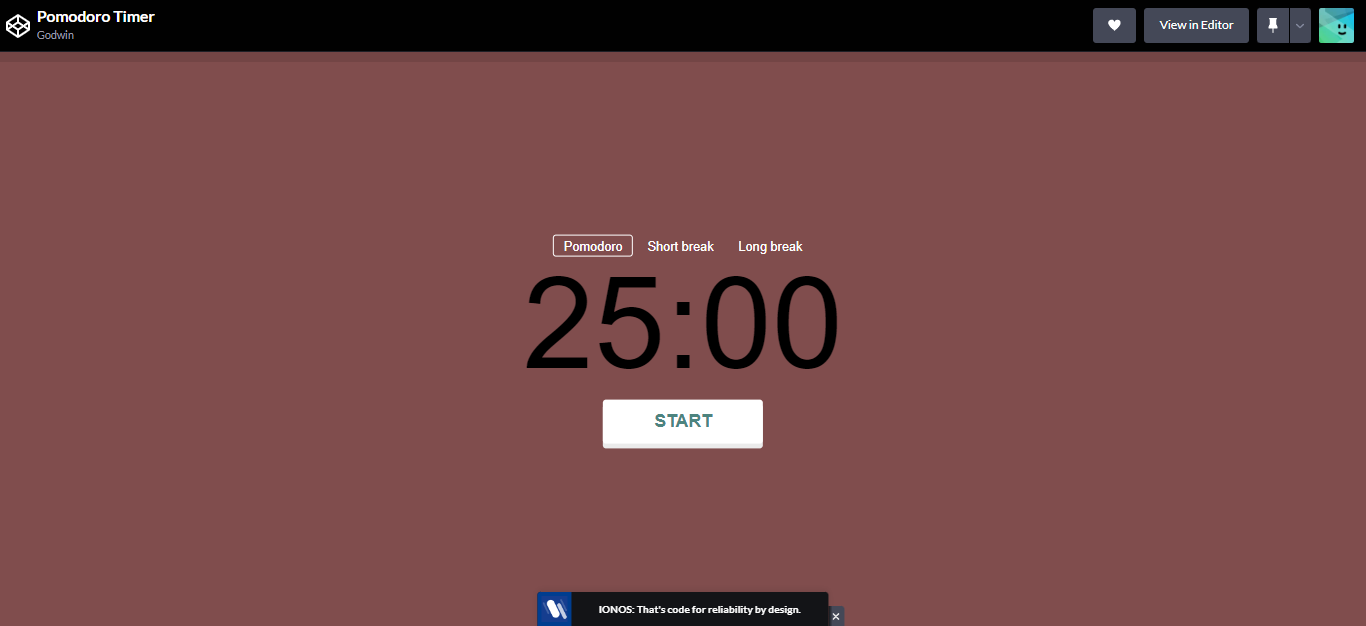 Pomodoro Timer
Godwin
View in Editor
Pomodoro Short break Long break
25:00
START
IONOS: That's code for reliability by design.